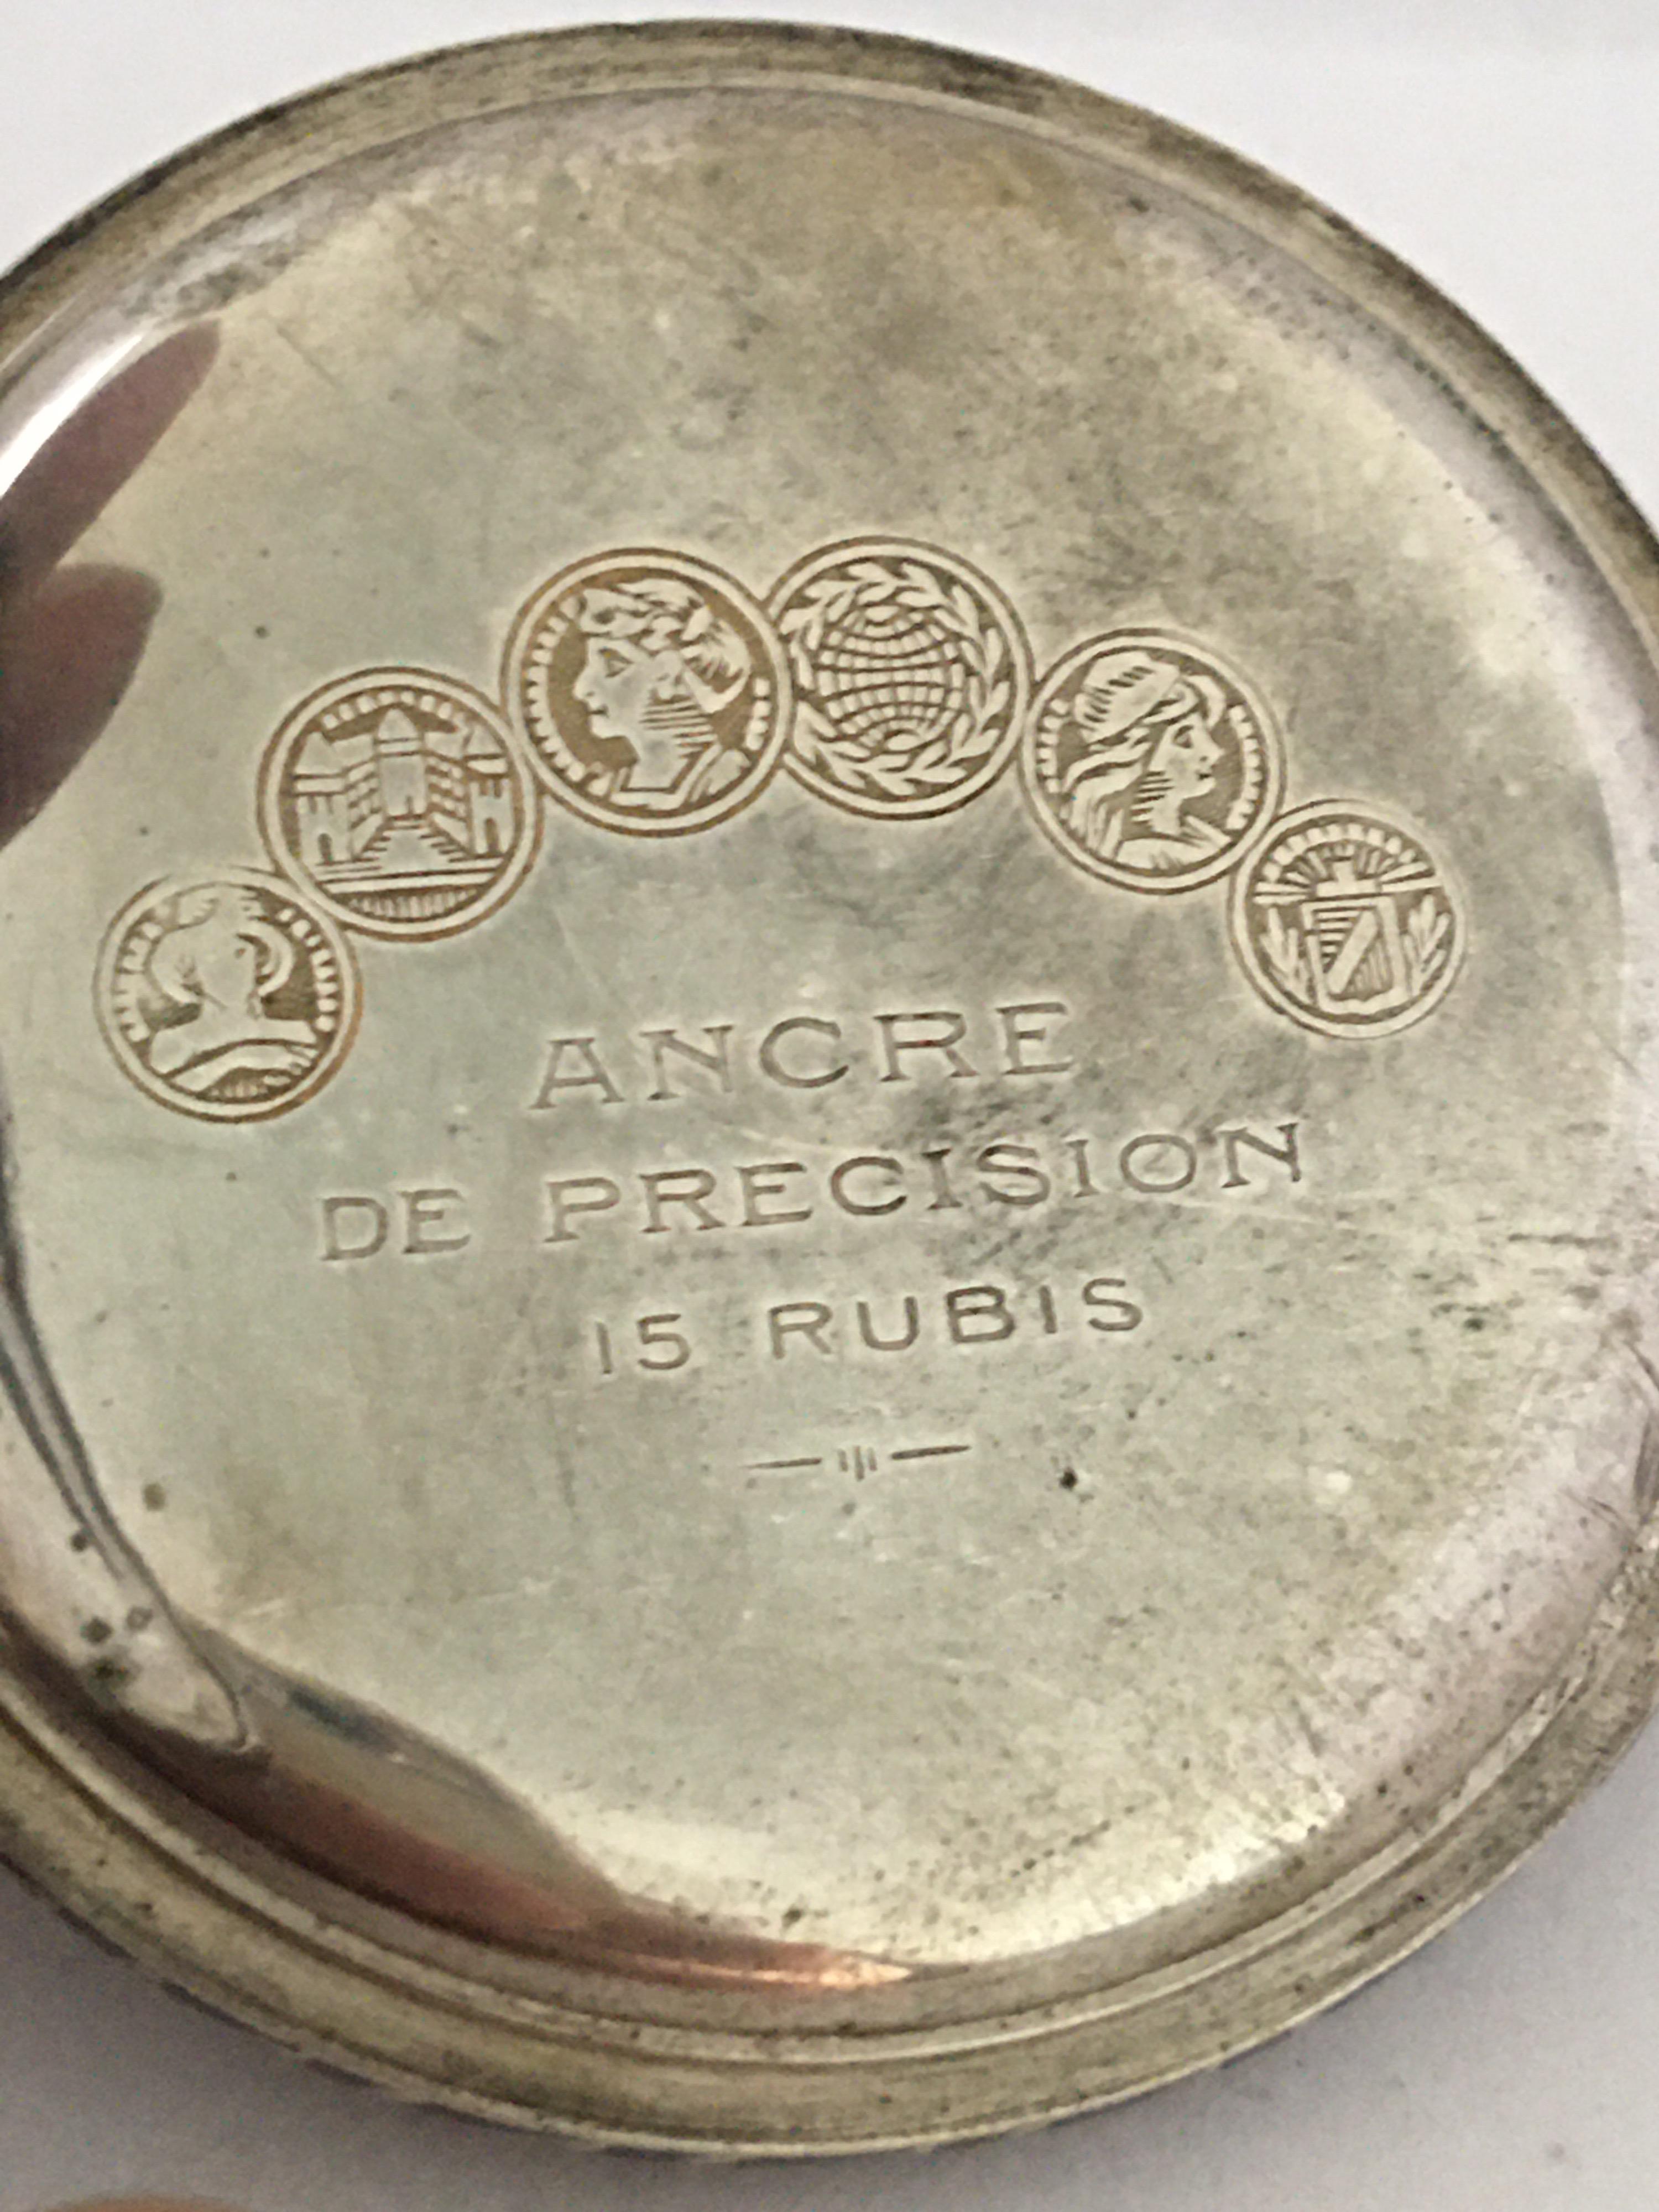 ANCRE
DE PRECISION
15 RUBIS